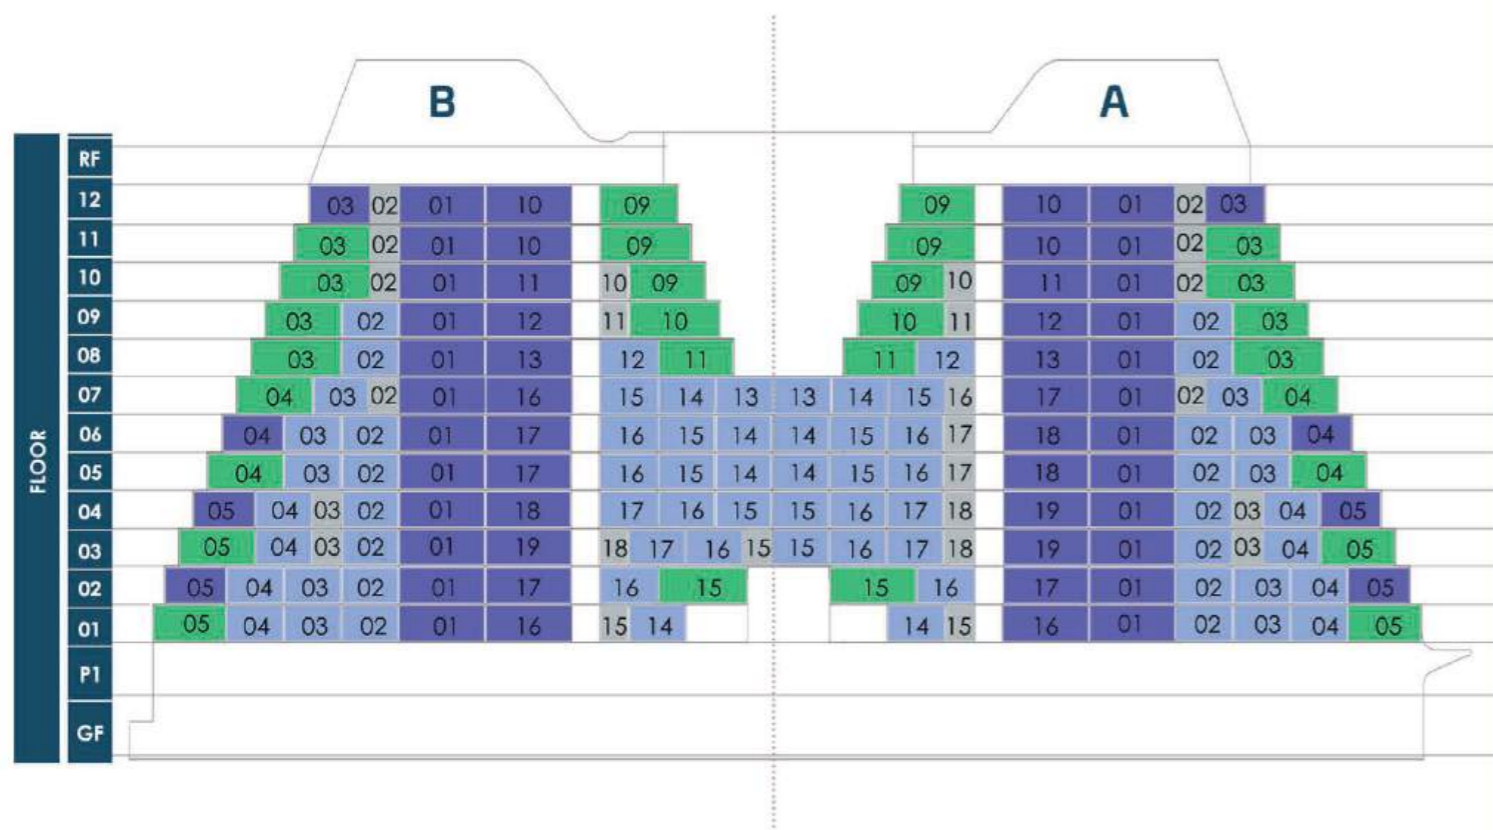 B A
RF
12 03 02 01 10 09 09 10 01 02 03
11 03 02 01 10 09 09 10 01 02 03
10 03 02 01 11 10 09 09 10 11 01 02 03
09 03 02 01 12 11 10 10 11 12 01 02 03
08 03 02 01 13 12 11 11 12 13 01 02 03
07 04 03 02 01 16 15 14 13 13 14 15 16 17 01 02 03 04
06 04 03 02 01 17 16 15 14 14 15 16 17 18 01 02 03 04
FLOOR
05 04 03 02 01 17 16 15 14 14 15 16 17 18 01 02 03 04
04 05 04 03 02 01 18 17 16 15 15 16 17 18 19 01 02 03 04 05
03 05 04 03 02 01 19 18 17 16 15 15 16 17 18 19 01 02 03 04 05
02 05 04 03 02 01 17 16 15 15 16 17 01 02 03 04 05
01 05 04 03 02 01 16 15 14 14 15 16 01 02 03 04 05
P1
GF